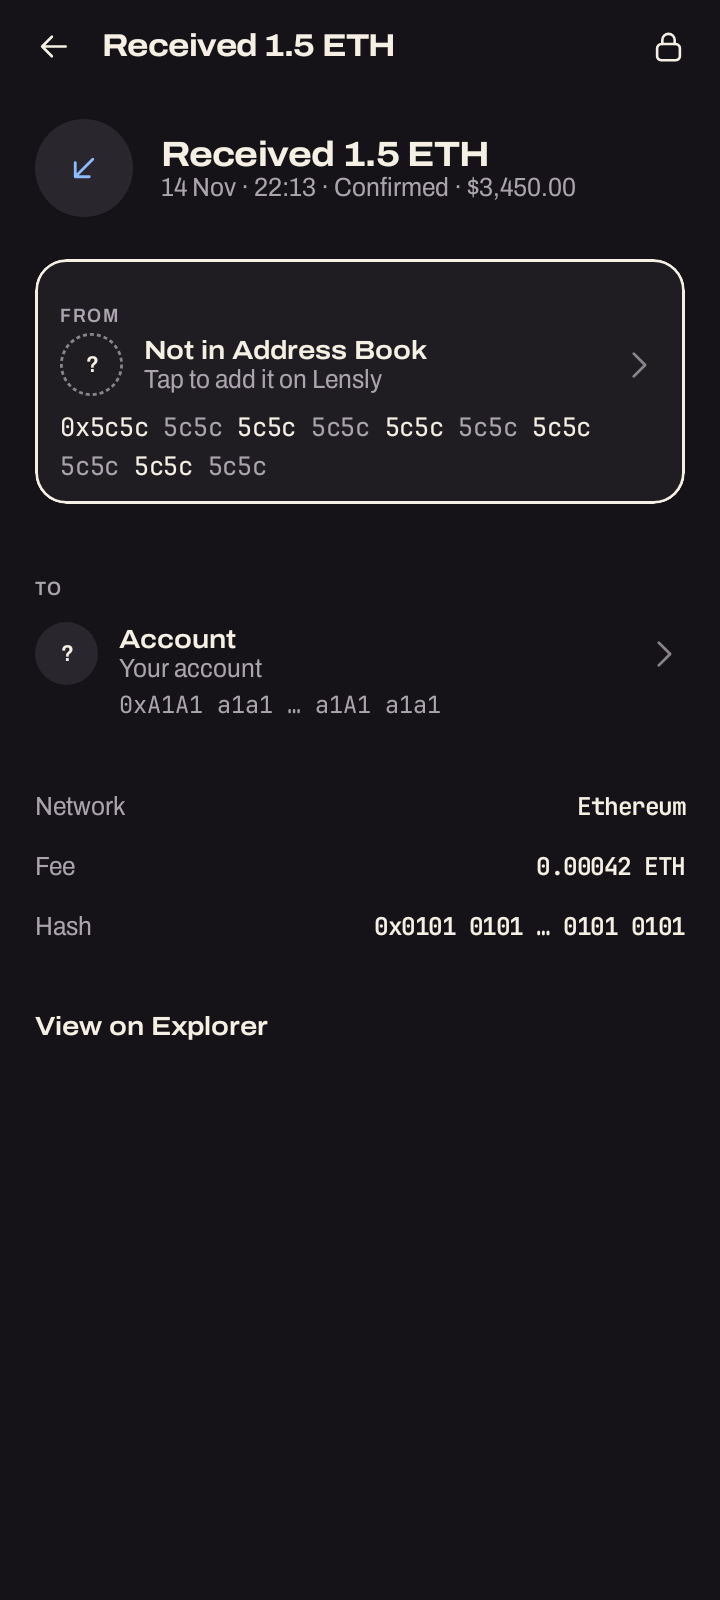 Received 1.5 ETH
Received 1.5 ETH
14 Nov · 22:13 · Confirmed · $3,450.00
FROM
?
Not in Address Book
Tap to add it on Lensly
0x5c5c 5c5c 5c5c 5c5c 5c5c 5c5c 5c5c
5c5c 5c5c 5c5c
TO
?
Account
Your account
0xA1A1 a1a1 … a1A1 a1a1
Network Ethereum
Fee 0.00042 ETH
Hash 0x0101 0101 … 0101 0101
View on Explorer